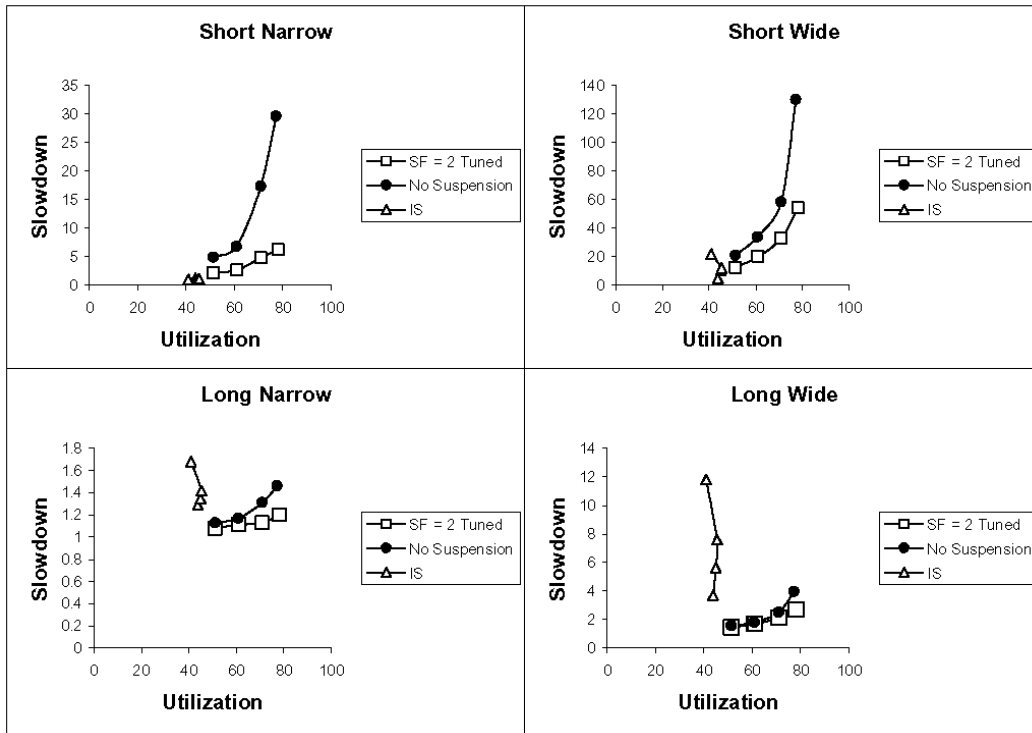 Short Narrow
35
30
25
20
15
10
5
0
Slowdown
0 20 40 60 80 100
Utilization
SF = 2 Tuned
No Suspension
IS
Short Wide
140
120
100
80
60
40
20
0
Slowdown
0 20 40 60 80 100
Utilization
SF = 2 Tuned
No Suspension
IS
Long Narrow
1.8
1.6
1.4
1.2
1
0.8
0.6
0.4
0.2
0
Slowdown
0 20 40 60 80 100
Utilization
SF = 2 Tuned
No Suspension
IS
Long Wide
14
12
10
8
6
4
2
0
Slowdown
0 20 40 60 80 100
Utilization
SF = 2 Tuned
No Suspension
IS